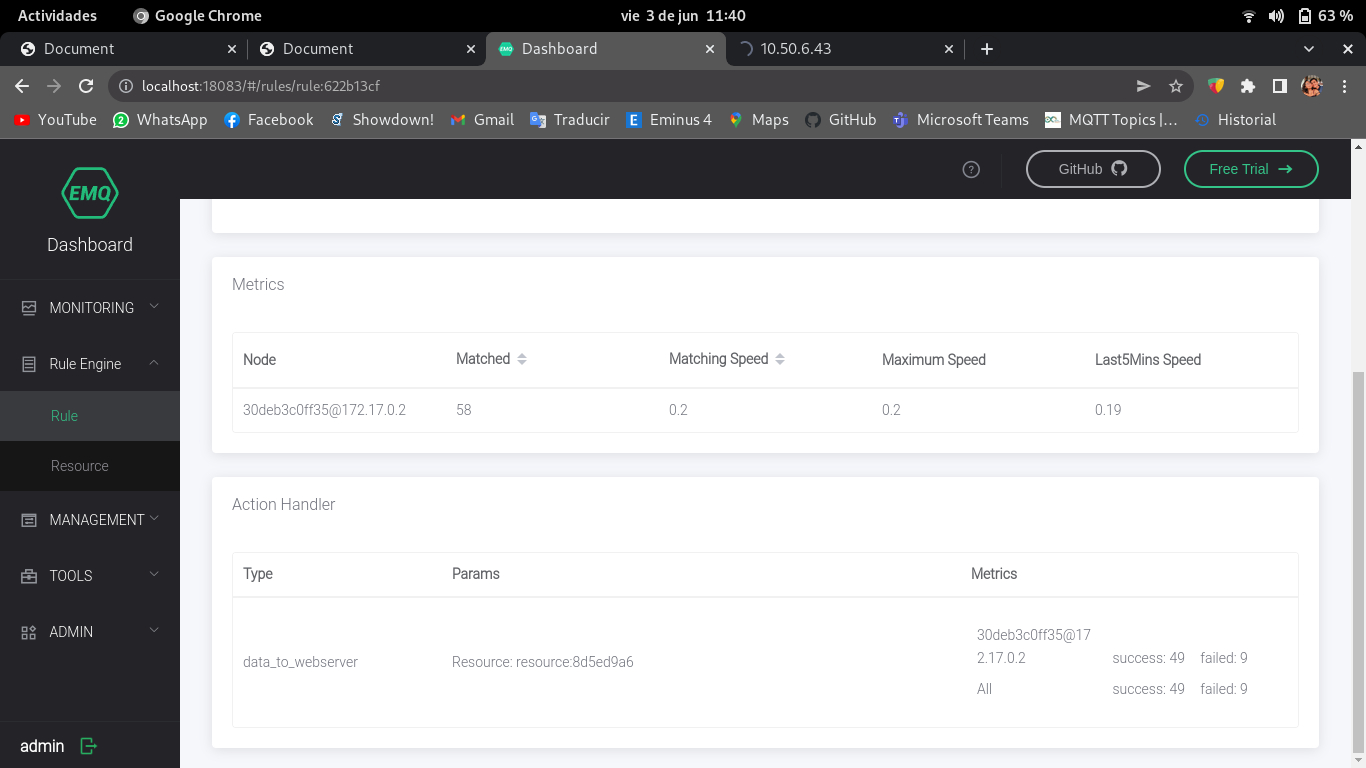 Actividades Google Chrome vie 3 de jun 11:40 63 %
Document Document Dashboard 10.50.6.43
localhost:18083/#/rules/rule:622b13cf
YouTube WhatsApp Facebook Showdown! Gmail Traducir Eminus 4 Maps GitHub Microsoft Teams MQTT Topics |... Historial
EMQ
Dashboard
GitHub Free Trial
MONITORING
Rule Engine
Rule
Resource
MANAGEMENT
TOOLS
ADMIN
admin
Metrics
Node Matched Matching Speed Maximum Speed Last5Mins Speed
30deb3c0ff35@172.17.0.2 58 0.2 0.2 0.19
Action Handler
Type Params Metrics
data_to_webserver Resource: resource:8d5ed9a6
30deb3c0ff35@17
2.17.0.2 success: 49 failed: 9
All success: 49 failed: 9